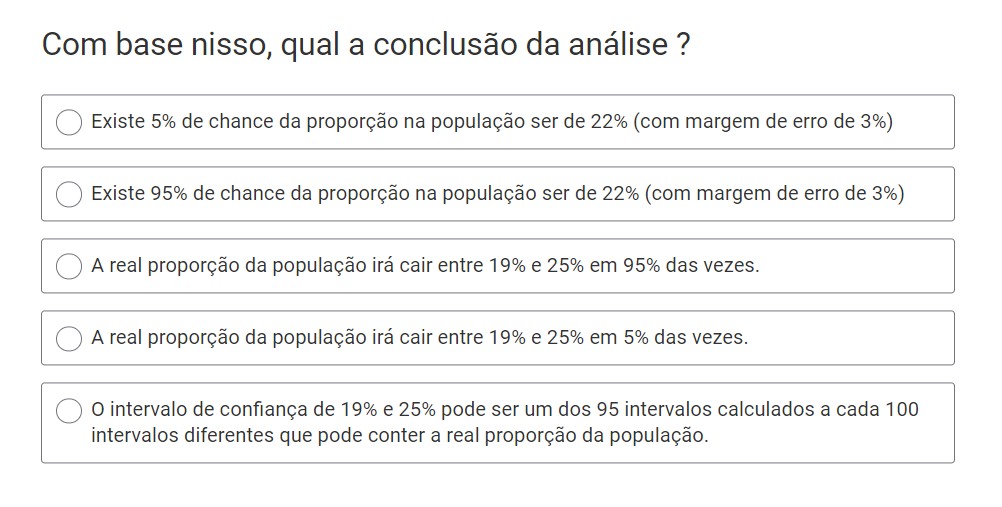 Com base nisso, qual a conclusão da análise ?
Existe 5% de chance da proporção na população ser de 22% (com margem de erro de 3%)
Existe 95% de chance da proporção na população ser de 22% (com margem de erro de 3%)
A real proporção da população irá cair entre 19% e 25% em 95% das vezes.
A real proporção da população irá cair entre 19% e 25% em 5% das vezes.
O intervalo de confiança de 19% e 25% pode ser um dos 95 intervalos calculados a cada 100
intervalos diferentes que pode conter a real proporção da população.